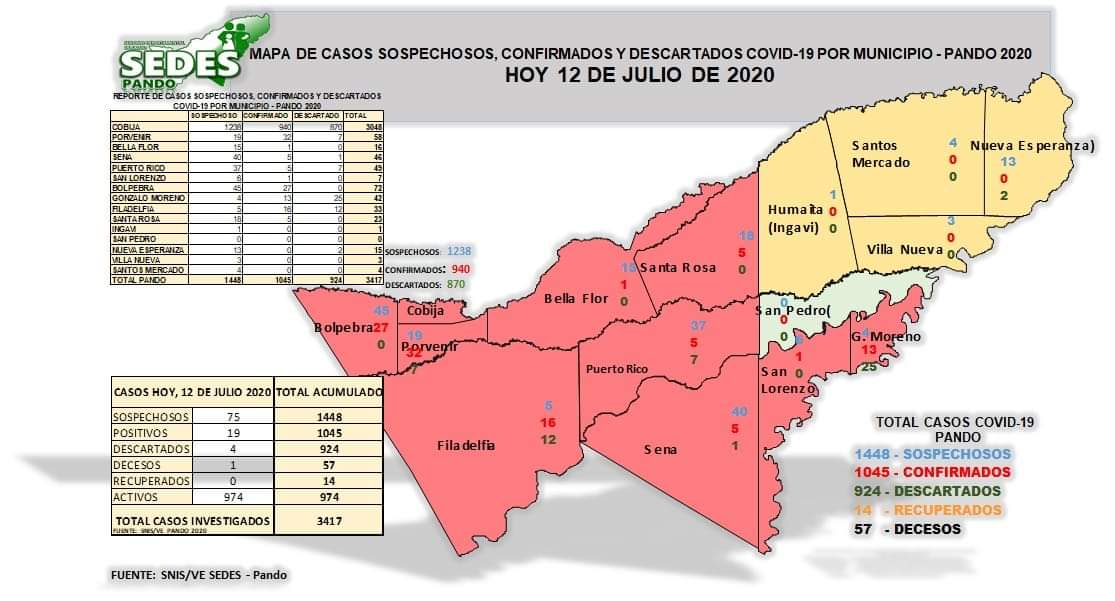 SEDES
PANDO
MAPA DE CASOS SOSPECHOSOS, CONFIRMADOS Y DESCARTADOS COVID-19 POR MUNICIPIO - PANDO 2020
HOY 12 DE JULIO DE 2020
REPORTE DE CASOS SOSPECHOSOS, CONFIRMADOS Y DESCARTADOS
COVID-19 POR MUNICIPIO - PANDO 2020
SOSPECHOSO CONFIRMADO DESCARTADO TOTAL
COBIJA 1238 940 870 3048
PORVENIR 19 32 7 58
BELLA FLOR 15 1 0 16
SENA 40 5 1 46
PUERTO RICO 37 5 7 49
SAN LORENZO 6 1 0 7
BOLPEBRA 45 27 0 72
GONZALO MORENO 4 13 25 42
FILADELFIA 5 16 12 33
SANTA ROSA 18 5 0 23
INGAVI 1 0 0 1
SAN PEDRO 0 0 0 0
NUEVA ESPERANZA 13 0 2 15
VILLA NUEVA 3 0 0 3
SANTOS MERCADO 4 0 0 4
TOTAL PANDO 1448 1045 924 3417
SOSPECHOSOS: 1238
CONFIRMADOS: 940
DESCARTADOS: 870
Santos
Mercado
4
0
0
Nueva Esperanza)
13
0
2
Humaita
(Ingavi)
1
0
0
Villa Nueva
3
0
0
Santa Rosa
18
5
0
Bella Flor
15
1
0
San Pedro(
0
0
0
Cobija
Bolpebra
45
27
0
Porvenir
19
32
7
Puerto Rico
37
5
7
G. Moreno
4
13
25
San
Lorenzo
1
0
Filadelfia
5
16
12
Sena
40
5
1
CASOS HOY, 12 DE JULIO 2020 TOTAL ACUMULADO
SOSPECHOSOS 75 1448
POSITIVOS 19 1045
DESCARTADOS 4 924
DECESOS 1 57
RECUPERADOS 0 14
ACTIVOS 974 974
TOTAL CASOS INVESTIGADOS 3417
FUENTE: SNIS/VE. PANDO 2020
TOTAL CASOS COVID-19
PANDO
1448 - SOSPECHOSOS
1045 - CONFIRMADOS
924 - DESCARTADOS
14 - RECUPERADOS
57 - DECESOS
FUENTE: SNIS/VE SEDES - Pando